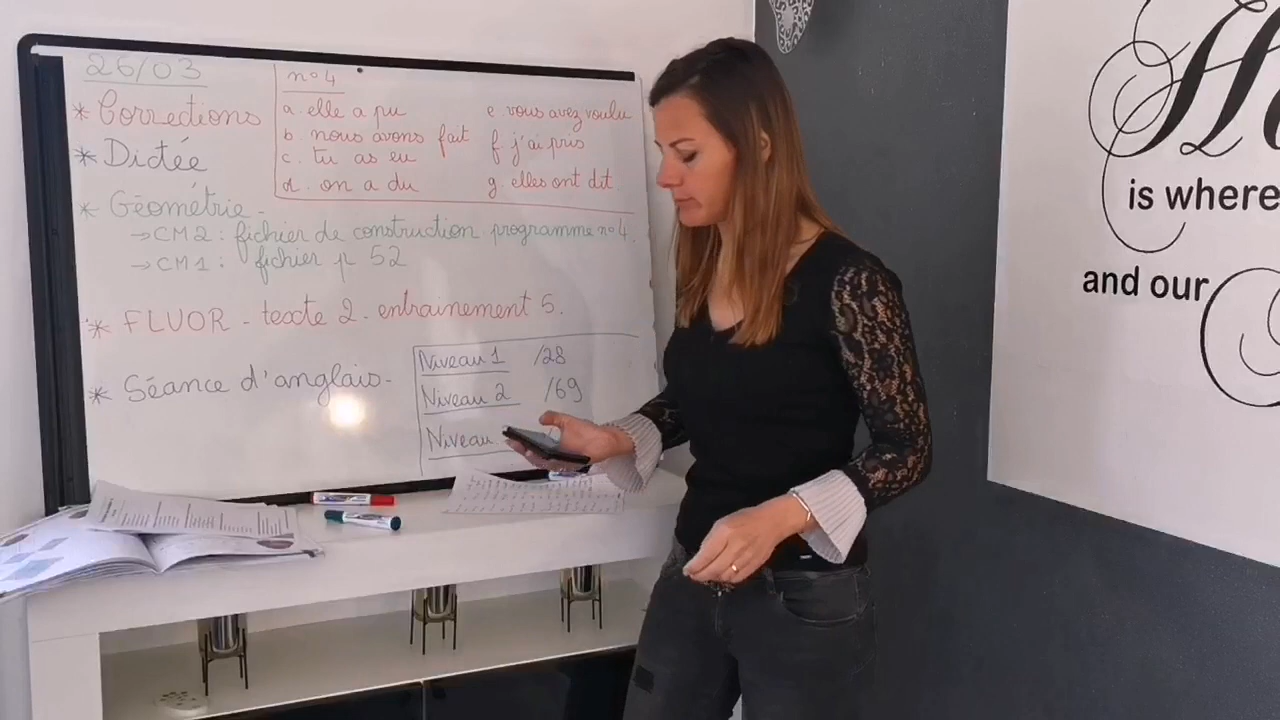 26/03
* Corrections
n°4
a. elle a pu
b. nous avons fait
c. tu as eu
d. on a du
e. vous avez voulu
f. j'ai pris
g. elles ont dit.
* Dictée
* Géométrie -
→ CM2 : fichier de construction programme n°4.
→ CM1 : fichier p 52
* FLUOR - texte 2 - entrainement 5.
* Séance d'anglais -
Niveau 1 /28
Niveau 2 /69
Niveau
is where
and our